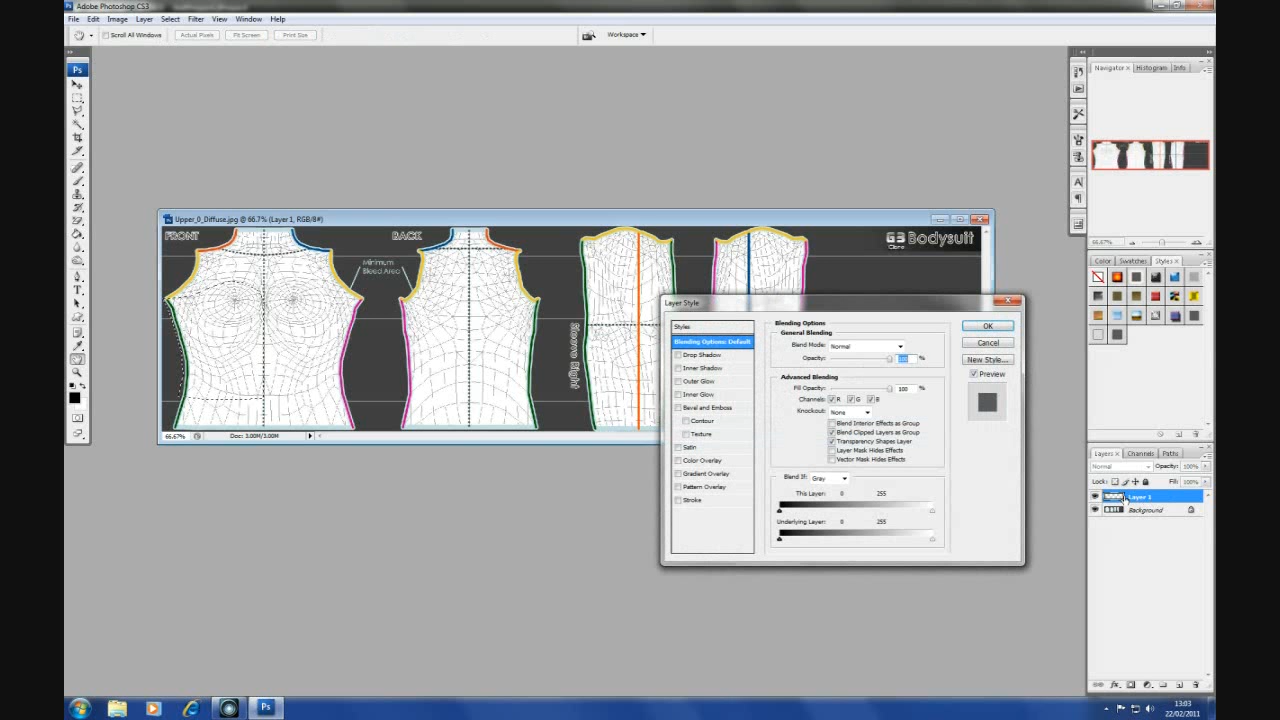 Adobe Photoshop CS3
File Edit Image Layer Select Filter View Window Help
Scroll All Windows Actual Pixels Fit Screen Print Size Workspace
Ps
Navigator Histogram Info
66.67%
Color Swatches Styles
Upper_0_Diffuse.jpg @ 66.7% (Layer 1, RGB/8#)
FRONT
BACK
Minimum
Bleed Area
Sleeve Right
G3 Bodysuit
Clone
66.67% Doc: 3.00M/3.00M
Layer Style
Styles
Blending Options: Default
Drop Shadow
Inner Shadow
Outer Glow
Inner Glow
Bevel and Emboss
Contour
Texture
Satin
Color Overlay
Gradient Overlay
Pattern Overlay
Stroke
Blending Options
General Blending
Blend Mode: Normal
Opacity: 100 %
Advanced Blending
Fill Opacity: 100 %
Channels: R G B
Knockout: None
Blend Interior Effects as Group
Blend Clipped Layers as Group
Transparency Shapes Layer
Layer Mask Hides Effects
Vector Mask Hides Effects
Blend If: Gray
This Layer: 0 255
Underlying Layer: 0 255
OK
Cancel
New Style...
Preview
Layers Channels Paths
Normal Opacity: 100%
Lock: Fill: 100%
Layer 1
Background
Ps
13:03
22/02/2011